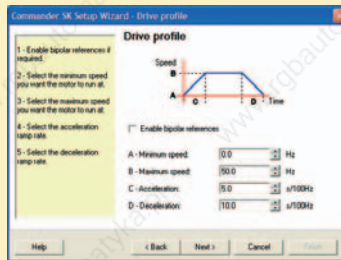 Commander SK Setup Wizard - Drive profile
1 - Enable bipolar references if
required.
2 - Select the minimum speed
you want the motor to run at.
3 - Select the maximum speed
you want the motor to run at.
4 - Select the acceleration
ramp rate.
5 - Select the deceleration
ramp rate.
Drive profile
Speed
B
A
C
D
Time
Enable bipolar references
A - Minimum speed: 0.0 Hz
B - Maximum speed: 50.0 Hz
C - Acceleration: 5.0 s/100Hz
D - Deceleration: 10.0 s/100Hz
Help
< Back
Next >
Cancel
Finish